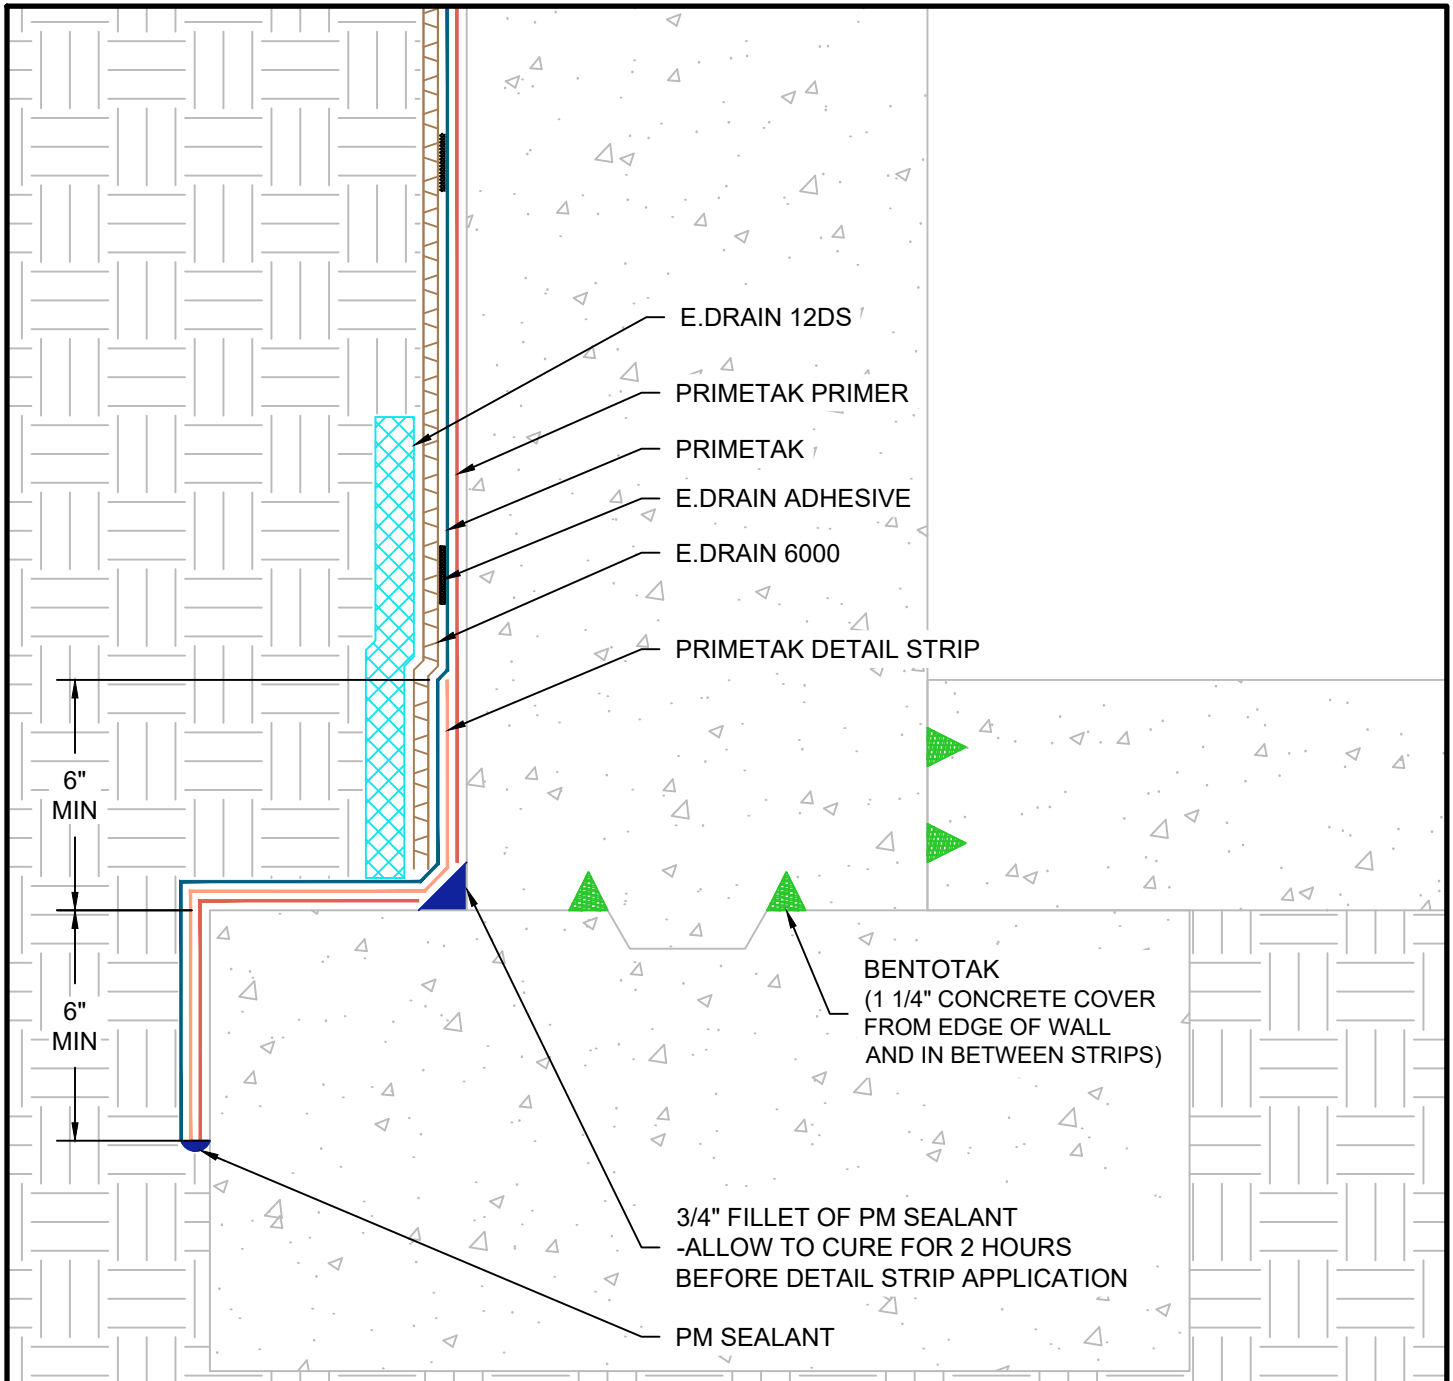 E.DRAIN 12DS
PRIMETAK PRIMER
PRIMETAK
E.DRAIN ADHESIVE
E.DRAIN 6000
PRIMETAK DETAIL STRIP
6"
MIN
6"
MIN
BENTOTAK
(1 1/4" CONCRETE COVER
FROM EDGE OF WALL
AND IN BETWEEN STRIPS)
3/4" FILLET OF PM SEALANT
-ALLOW TO CURE FOR 2 HOURS
BEFORE DETAIL STRIP APPLICATION
PM SEALANT